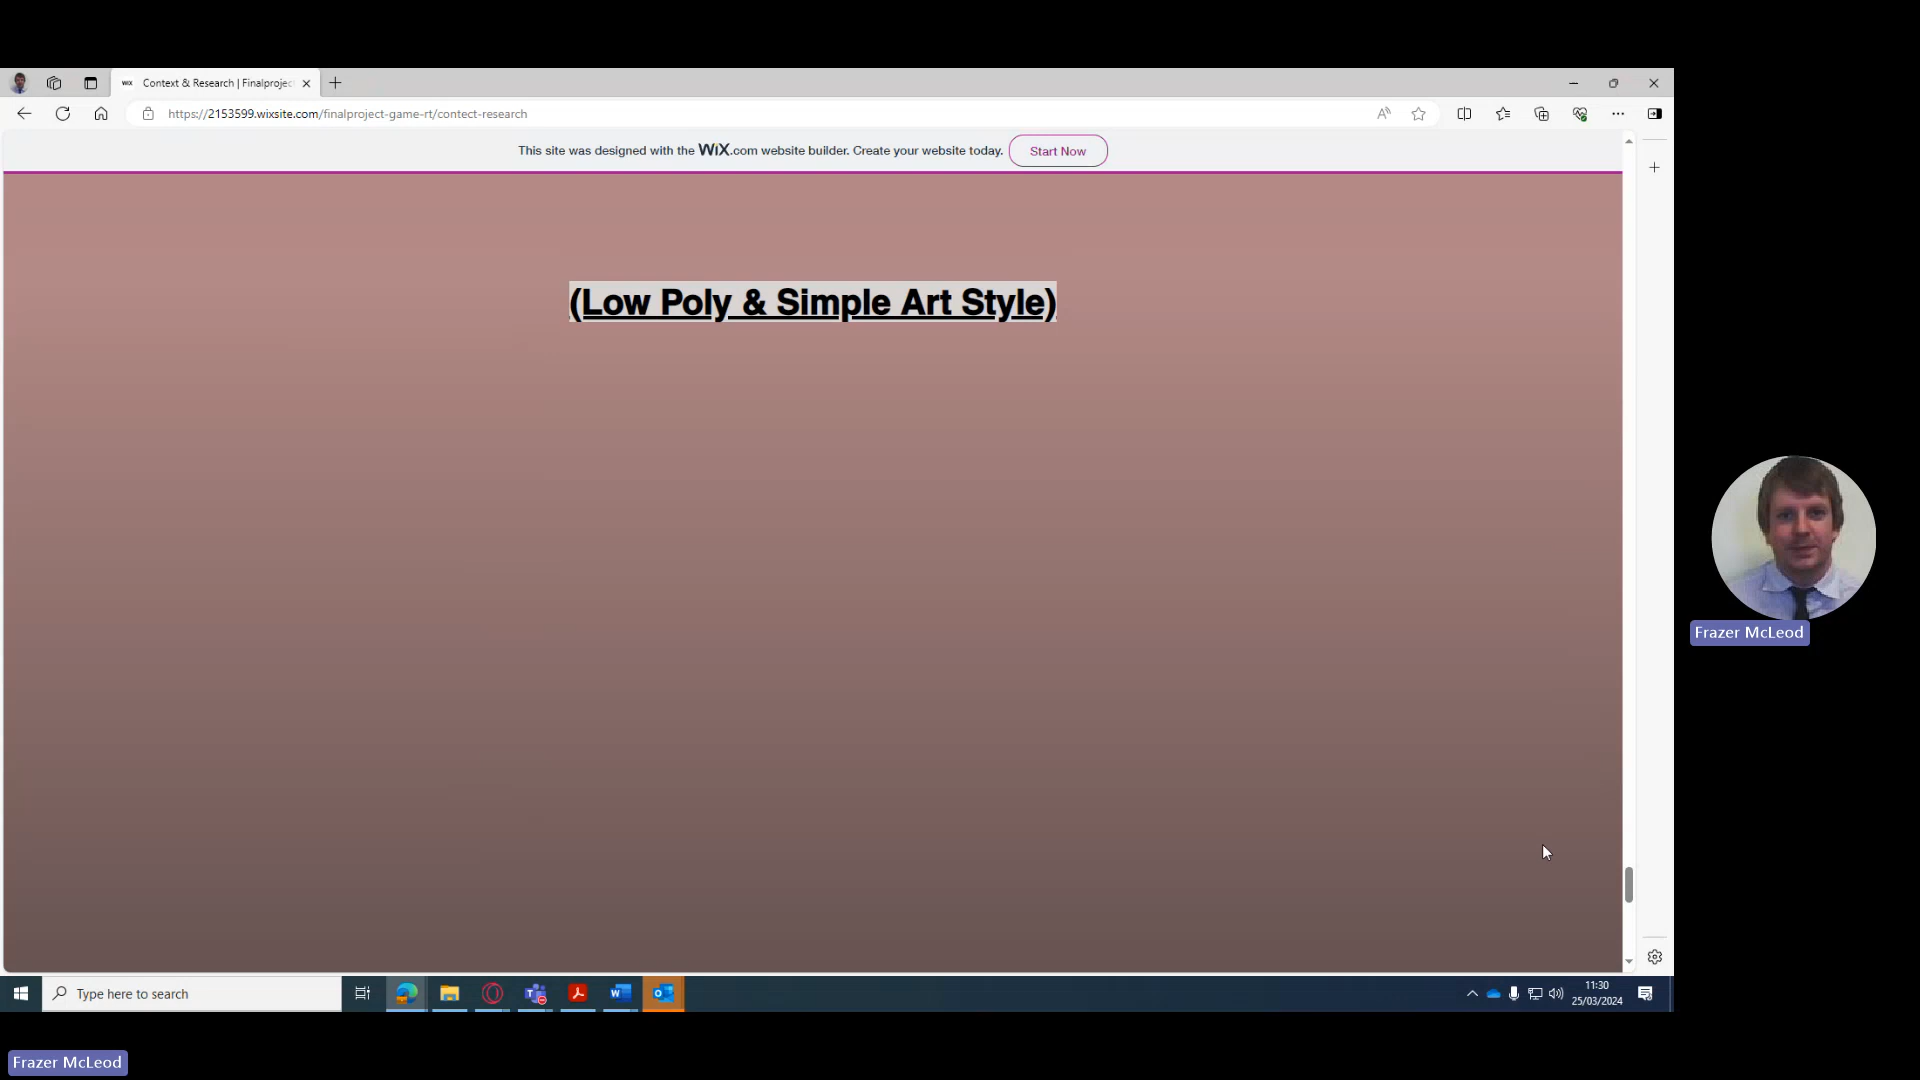 Context & Research | Finalproject
https://2153599.wixsite.com/finalproject-game-rt/contect-research
This site was designed with the WiX.com website builder. Create your website today.
Start Now
(Low Poly & Simple Art Style)
Frazer McLeod
Type here to search
11:30
25/03/2024
Frazer McLeod